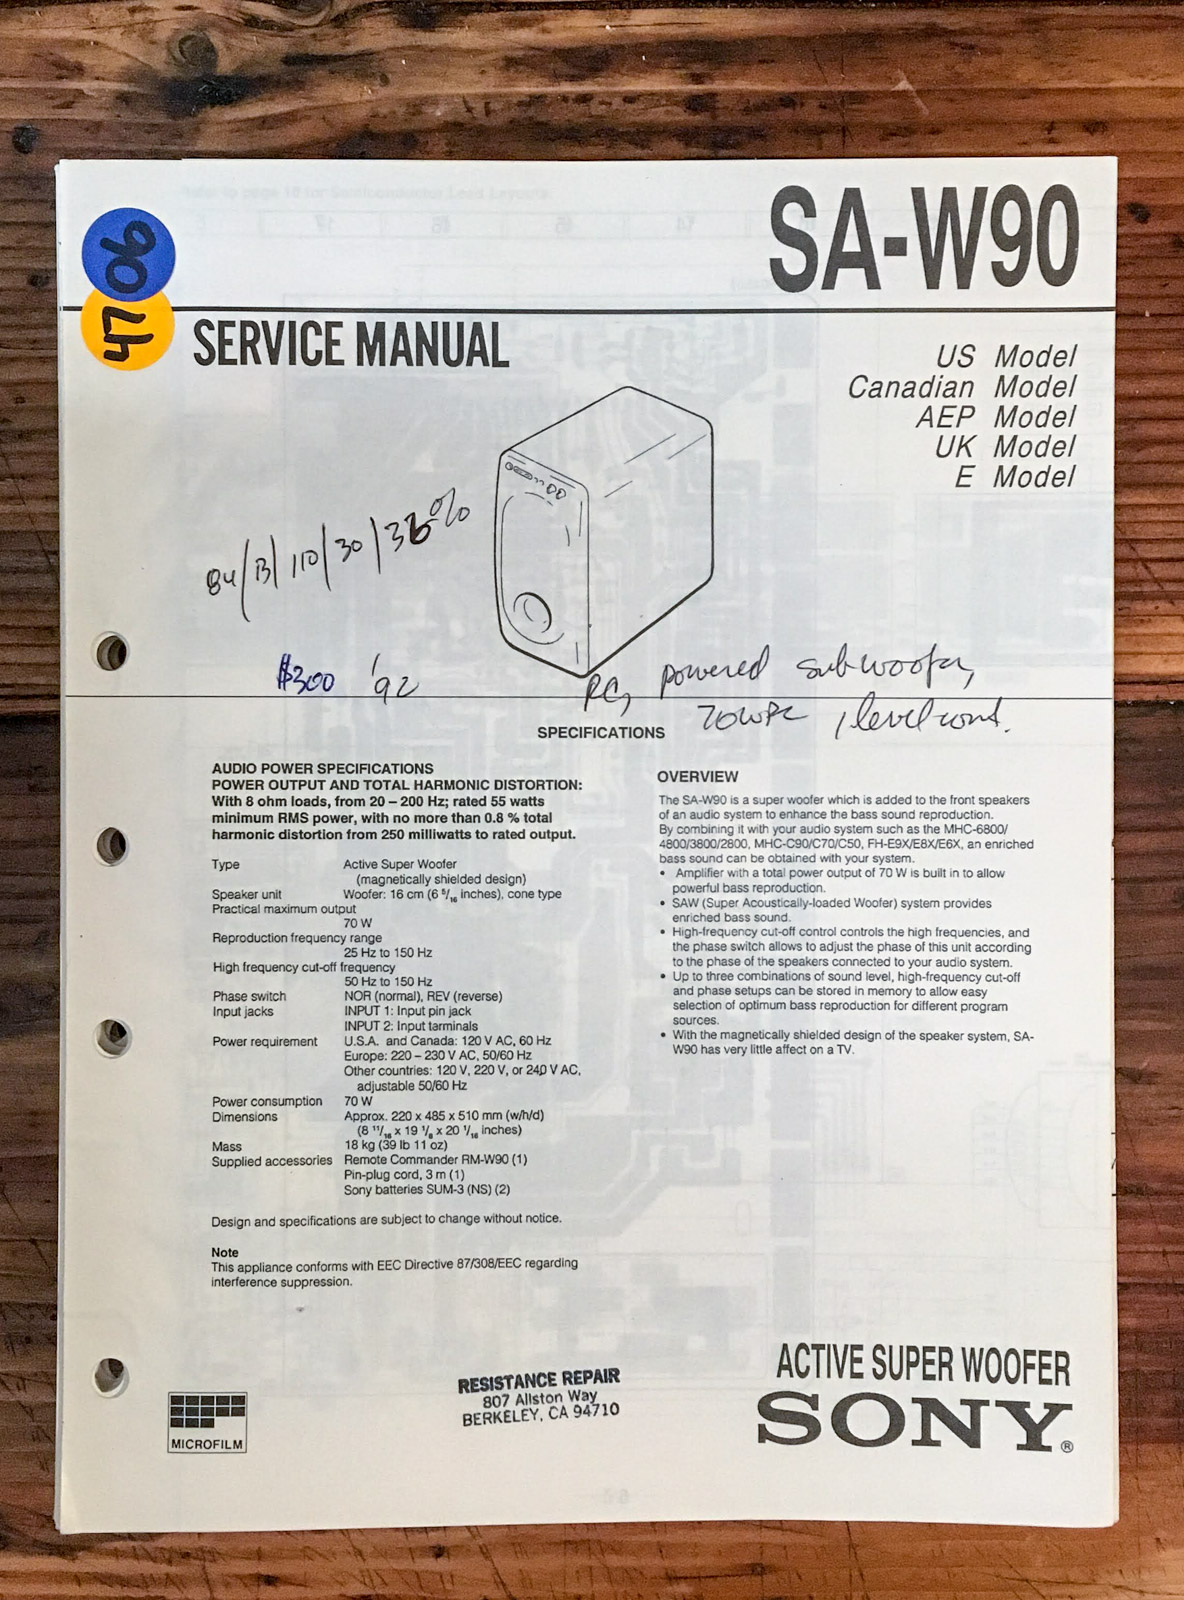 SA-W90
06
47
SERVICE MANUAL
US Model
Canadian Model
AEP Model
UK Model
E Model
84/13/110/30/36%
$300 '92
RC, powered subwoofer,
70WPC, level cont.
SPECIFICATIONS
AUDIO POWER SPECIFICATIONS
POWER OUTPUT AND TOTAL HARMONIC DISTORTION:
With 8 ohm loads, from 20 – 200 Hz; rated 55 watts
minimum RMS power, with no more than 0.8 % total
harmonic distortion from 250 milliwatts to rated output.
Type Active Super Woofer
(magnetically shielded design)
Speaker unit Woofer: 16 cm (6 5/16 inches), cone type
Practical maximum output
70 W
Reproduction frequency range
25 Hz to 150 Hz
High frequency cut-off frequency
50 Hz to 150 Hz
Phase switch NOR (normal), REV (reverse)
Input jacks INPUT 1: Input pin jack
INPUT 2: Input tarminals
Power requirement U.S.A. and Canada: 120 V AC, 60 Hz
Europe: 220 – 230 V AC, 50/60 Hz
Other countries: 120 V, 220 V, or 240 V AC,
adjustable 50/60 Hz
Power consumption 70 W
Dimensions Approx. 220 x 485 x 510 mm (w/h/d)
(8 11/16 x 19 1/8 x 20 1/16 inches)
Mass 18 kg (39 lb 11 oz)
Supplied accessories Remote Commander RM-W90 (1)
Pin-plug cord, 3 m (1)
Sony batteries SUM-3 (NS) (2)
Design and specifications are subject to change without notice.
Note
This appliance conforms with EEC Directive 87/308/EEC regarding
interference suppression.
OVERVIEW
The SA-W90 is a super woofer which is added to the front speakers
of an audio system to enhance the bass sound reproduction.
By combining it with your audio system such as the MHC-6800/
4800/3800/2800, MHC-C90/C70/C50, FH-E9X/E8X/E6X, an enriched
bass sound can be obtained with your system.
• Amplifier with a total power output of 70 W is built in to allow
powerful bass reproduction.
• SAW (Super Acoustically-loaded Woofer) system provides
enriched bass sound.
• High-frequency cut-off control controls the high frequencies, and
the phase switch allows to adjust the phase of this unit according
to the phase of the speakers connected to your audio system.
• Up to three combinations of sound level, high-frequency cut-off
and phase setups can be stored in memory to allow easy
selection of optimum bass reproduction for different program
sources.
• With the magnetically shielded design of the speaker system, SA-
W90 has very little affect on a TV.
MICROFILM
RESISTANCE REPAIR
807 Allston Way
BERKELEY, CA 94710
ACTIVE SUPER WOOFER
SONY®